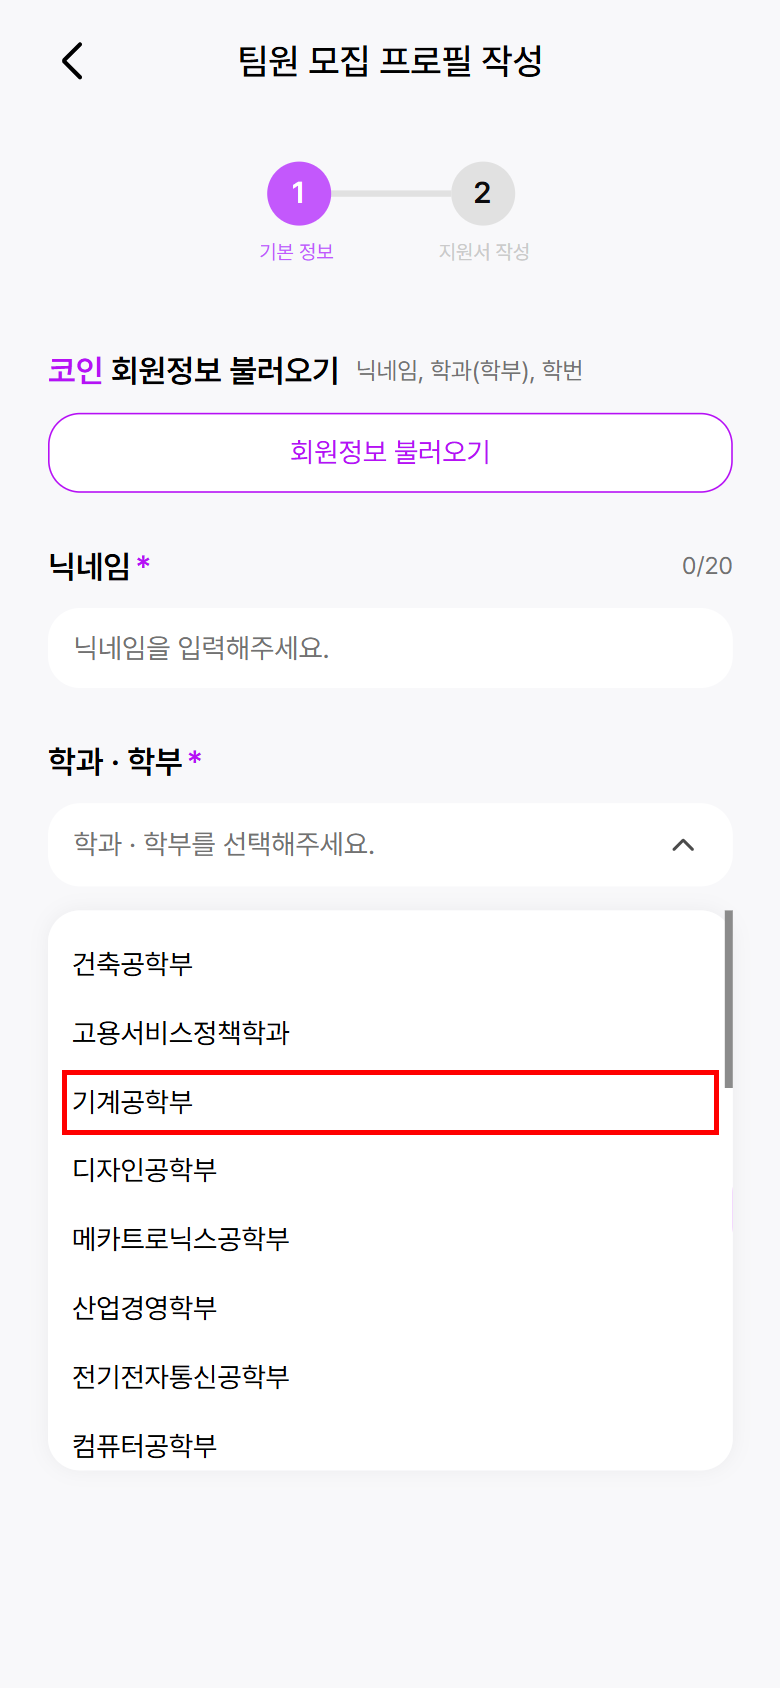 팀원 모집 프로필 작성
1
2
기본 정보
지원서 작성
코인 회원정보 불러오기 닉네임, 학과(학부), 학번
회원정보 불러오기
닉네임 * 0/20
닉네임을 입력해주세요.
학과 · 학부 *
학과 · 학부를 선택해주세요.
건축공학부
고용서비스정책학과
기계공학부
디자인공학부
메카트로닉스공학부
산업경영학부
전기전자통신공학부
컴퓨터공학부